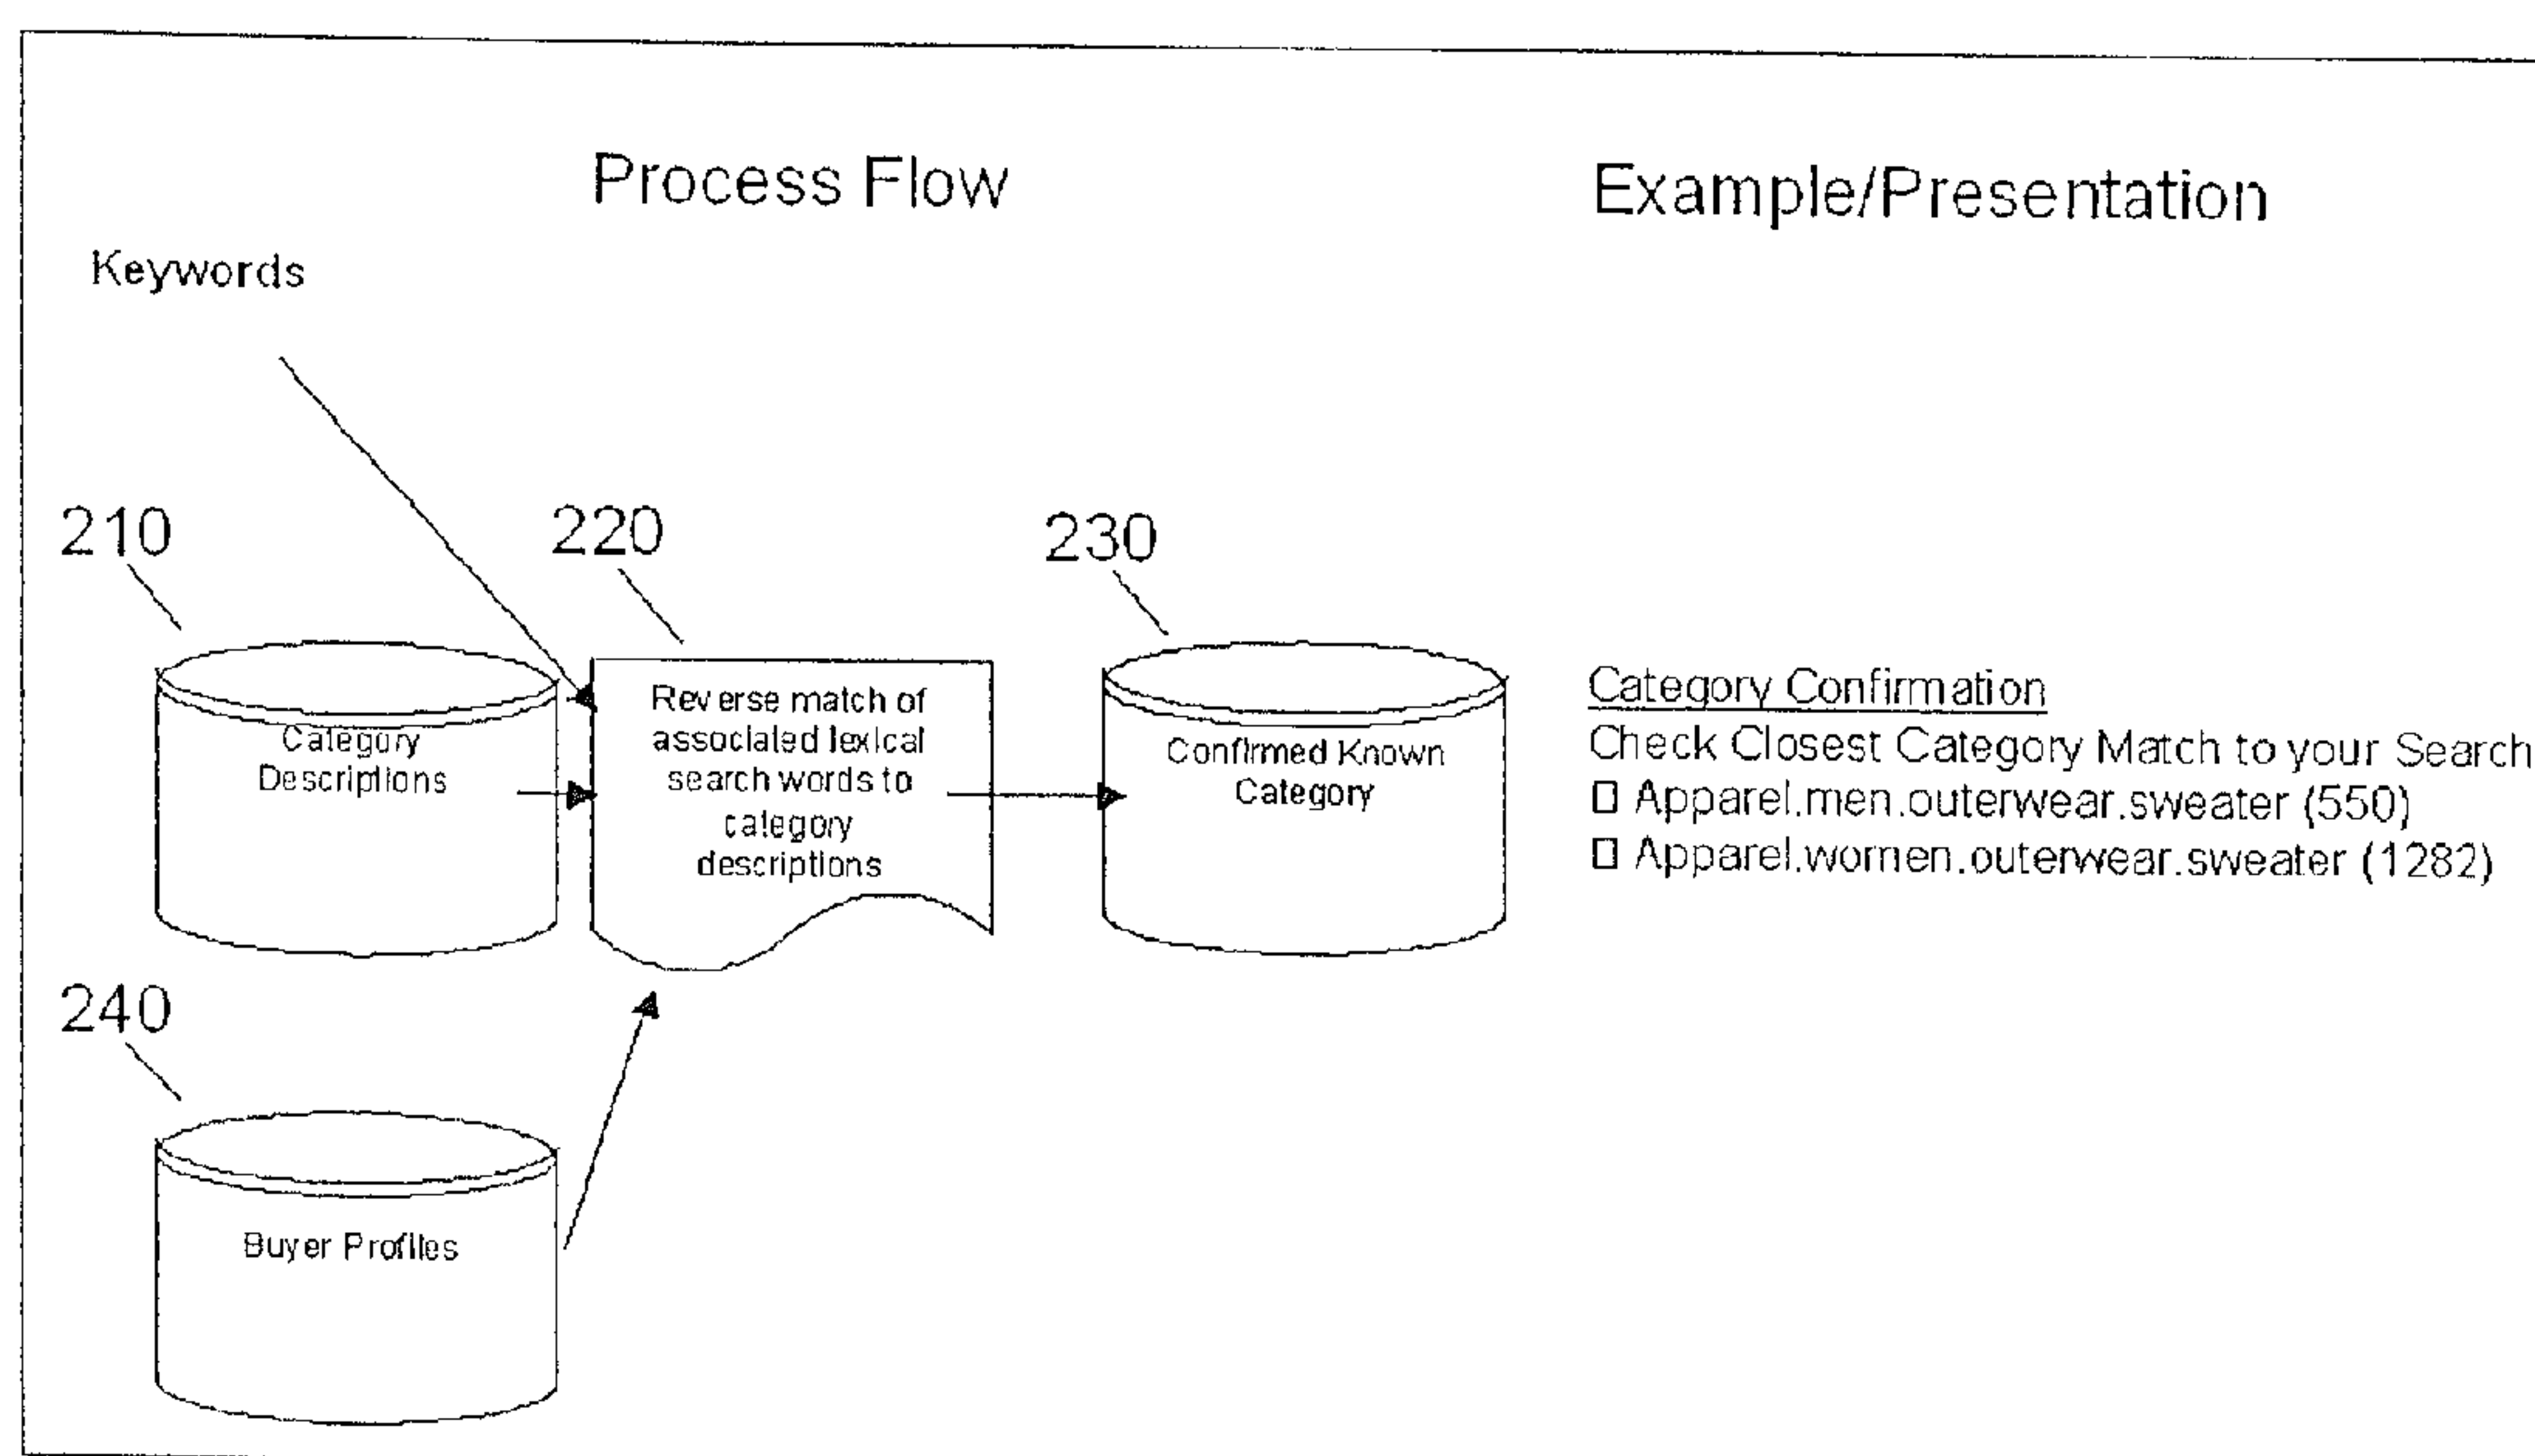 Process Flow
Example/Presentation
Keywords
210
220
230
Category
Descriptions
Reverse match of
associated lexical
search words to
category
descriptions
Confirmed Known
Category
Category Confirmation
Check Closest Category Match to your Search
Apparel.men.outerwear.sweater (550)
Apparel.women.outerwear.sweater (1282)
240
Buyer Profiles